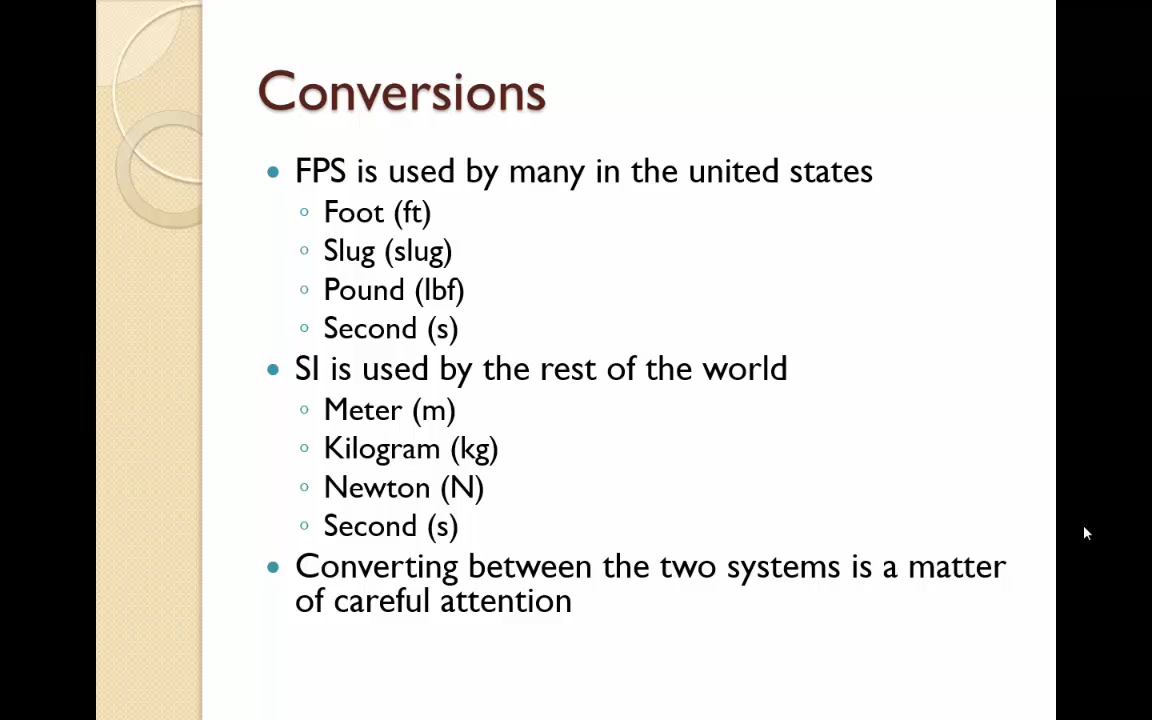 Conversions
FPS is used by many in the united states
Foot (ft)
Slug (slug)
Pound (lbf)
Second (s)
SI is used by the rest of the world
Meter (m)
Kilogram (kg)
Newton (N)
Second (s)
Converting between the two systems is a matter
of careful attention